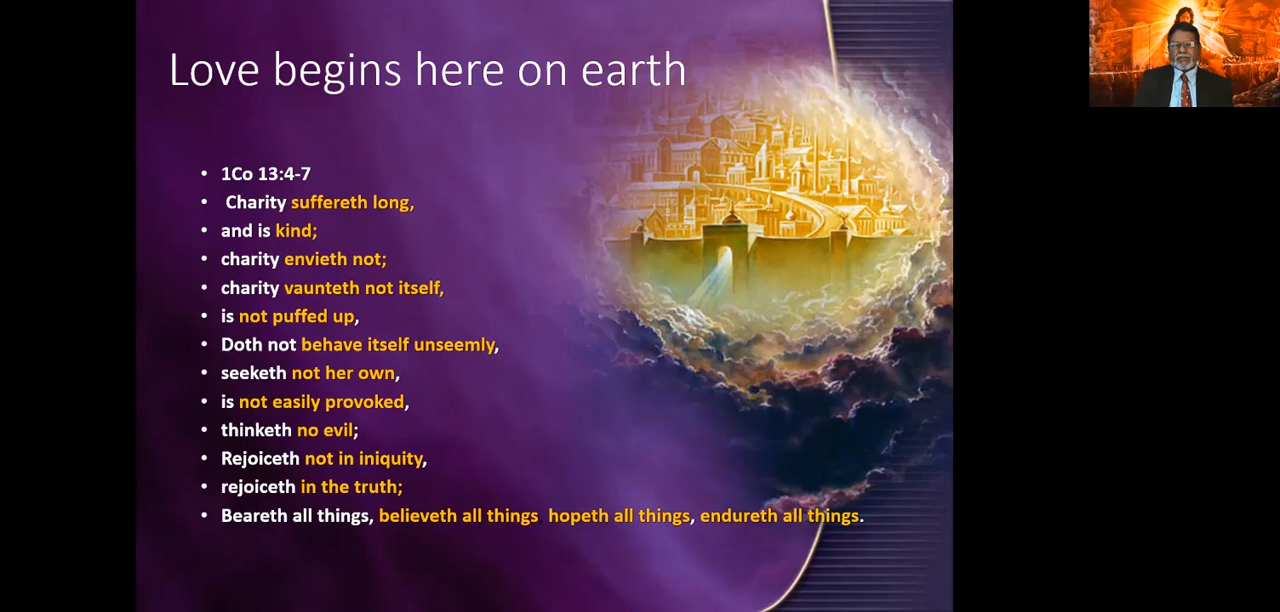 Love begins here on earth
• 1Co 13:4-7
• Charity suffereth long,
• and is kind;
• charity envieth not;
• charity vaunteth not itself,
• is not puffed up,
• Doth not behave itself unseemly,
• seeketh not her own,
• is not easily provoked,
• thinketh no evil;
• Rejoiceth not in iniquity,
• rejoiceth in the truth;
• Beareth all things, believeth all things, hopeth all things, endureth all things.